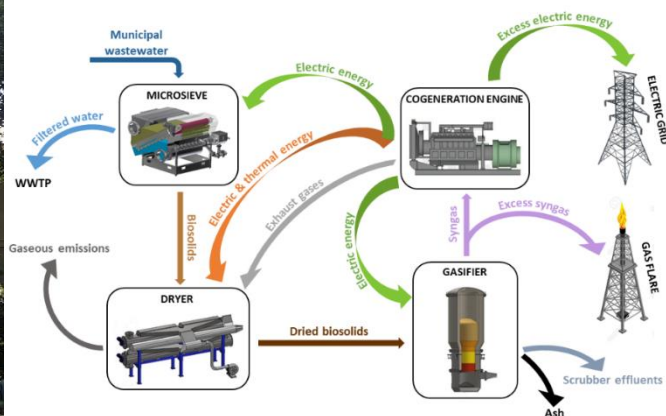 Municipal
wastewater
MICROSIEVE
Filtered water
WWTP
Electric energy
COGENERATION ENGINE
Excess electric energy
ELECTRIC GRID
Electric & thermal energy
Exhaust gases
Biosolids
Gaseous emissions
Electric energy
Syngas
Excess syngas
GAS FLARE
DRYER
Dried biosolids
GASIFIER
Scrubber effluents
Ash